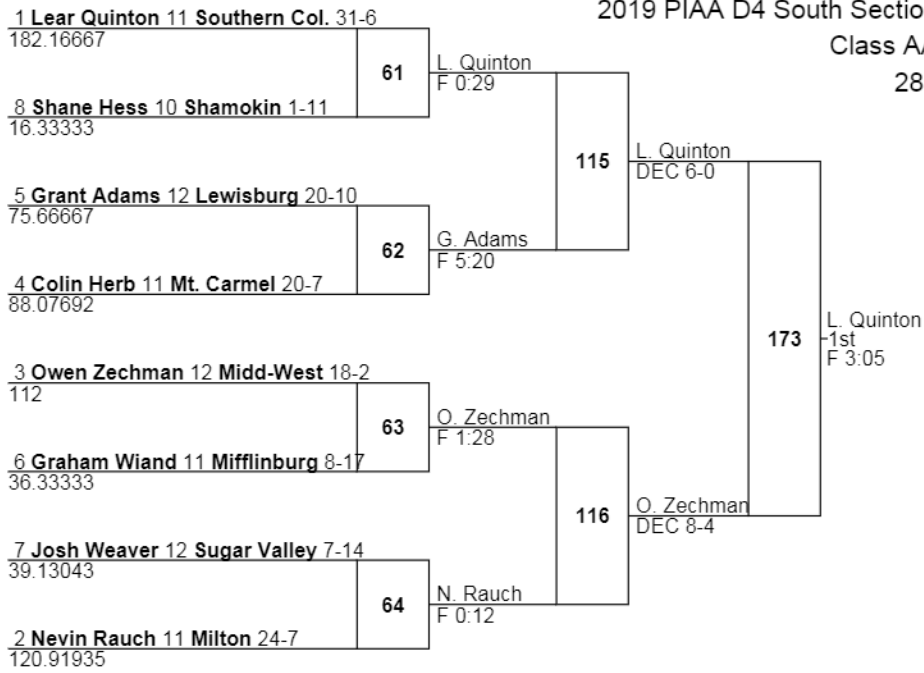 2019 PIAA D4 South Sectio
Class A
28
1 Lear Quinton 11 Southern Col. 31-6
182.16667
61
L. Quinton
F 0:29
8 Shane Hess 10 Shamokin 1-11
16.33333
115
L. Quinton
DEC 6-0
5 Grant Adams 12 Lewisburg 20-10
75.66667
62
G. Adams
F 5:20
4 Colin Herb 11 Mt. Carmel 20-7
88.07692
173
L. Quinton
1st
F 3:05
3 Owen Zechman 12 Midd-West 18-2
112
63
O. Zechman
F 1:28
6 Graham Wiand 11 Mifflinburg 8-17
36.33333
116
O. Zechman
DEC 8-4
7 Josh Weaver 12 Sugar Valley 7-14
39.13043
64
N. Rauch
F 0:12
2 Nevin Rauch 11 Milton 24-7
120.91935